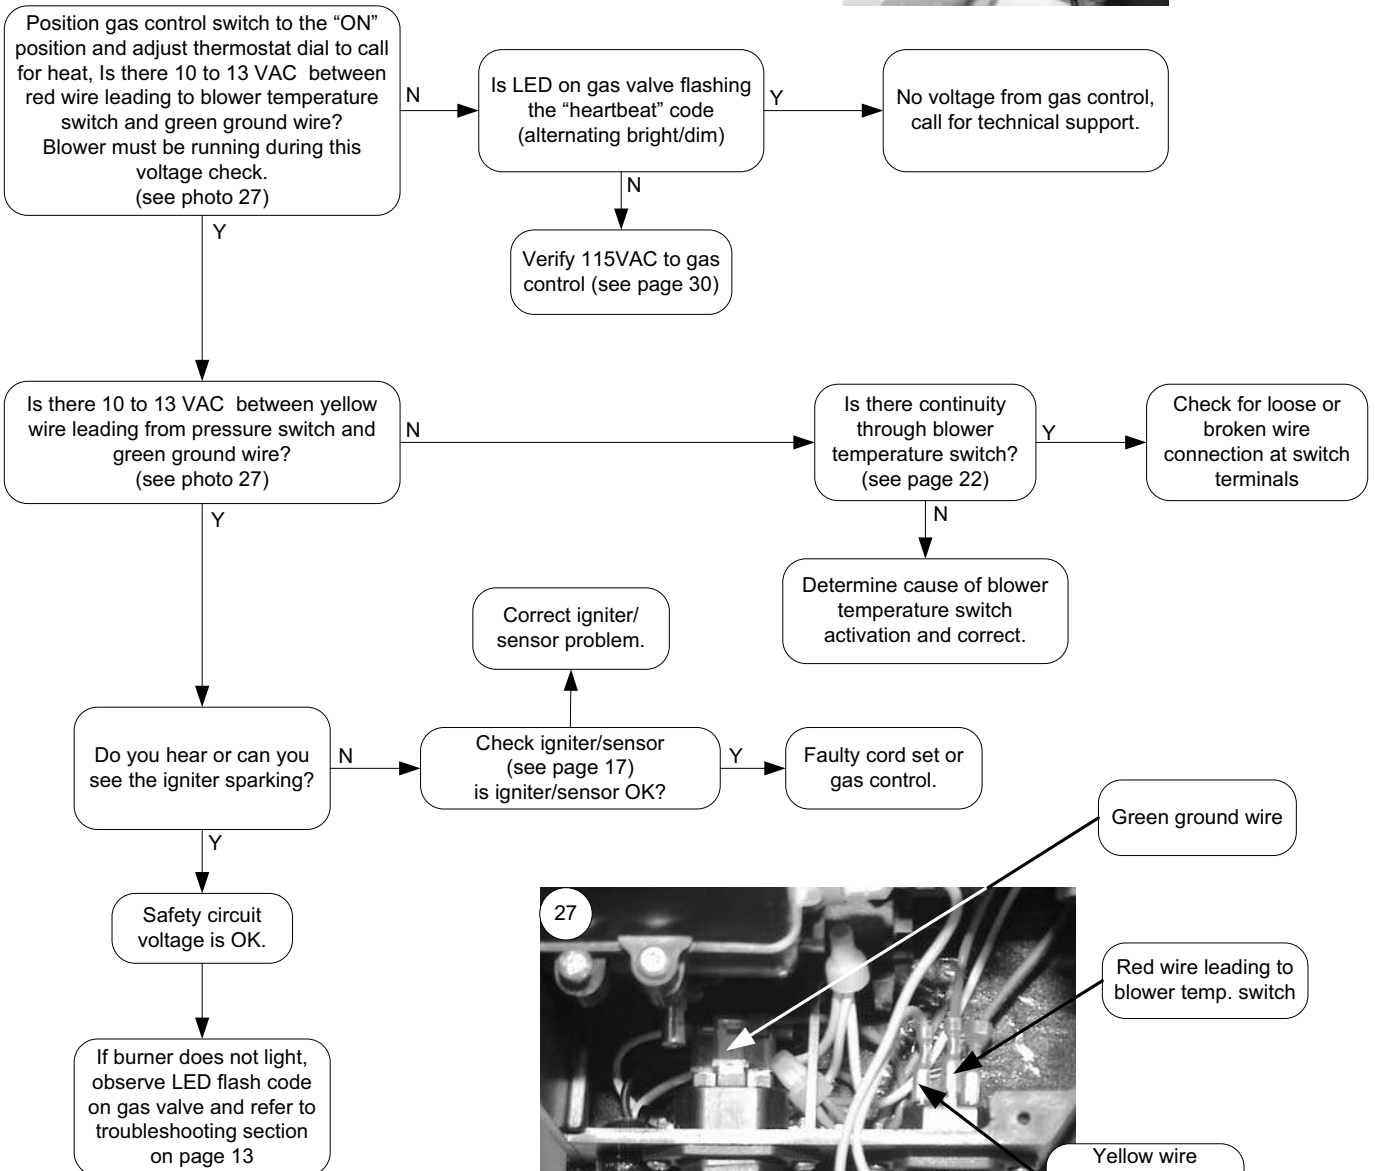 Position gas control switch to the “ON”
position and adjust thermostat dial to call
for heat, Is there 10 to 13 VAC between
red wire leading to blower temperature
switch and green ground wire?
Blower must be running during this
voltage check.
(see photo 27)
N
Is LED on gas valve flashing
the “heartbeat” code
(alternating bright/dim)
Y
No voltage from gas control,
call for technical support.
N
Verify 115VAC to gas
control (see page 30)
Y
Is there 10 to 13 VAC between yellow
wire leading from pressure switch and
green ground wire?
(see photo 27)
N
Is there continuity
through blower
temperature switch?
(see page 22)
Y
Check for loose or
broken wire
connection at switch
terminals
N
Determine cause of blower
temperature switch
activation and correct.
Y
Do you hear or can you
see the igniter sparking?
N
Check igniter/sensor
(see page 17)
is igniter/sensor OK?
Correct igniter/
sensor problem.
Y
Faulty cord set or
gas control.
Y
Safety circuit
voltage is OK.
If burner does not light,
observe LED flash code
on gas valve and refer to
troubleshooting section
on page 13
27
Green ground wire
Red wire leading to
blower temp. switch
Yellow wire